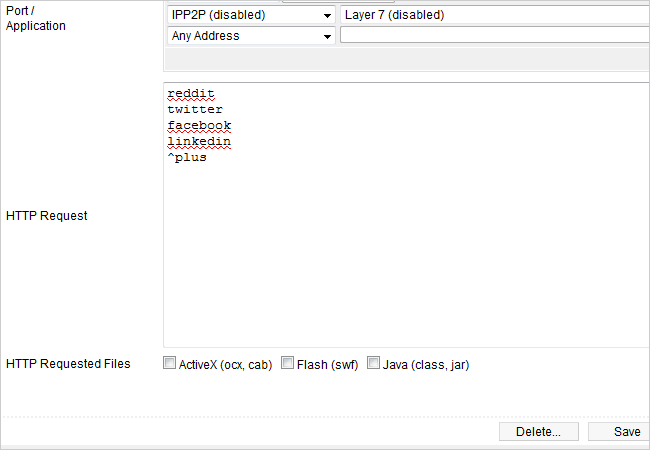 Port /
Application
IPP2P (disabled)
Layer 7 (disabled)
Any Address
HTTP Request
reddit
twitter
facebook
linkedin
^plus
HTTP Requested Files
ActiveX (ocx, cab)
Flash (swf)
Java (class, jar)
Delete...
Save